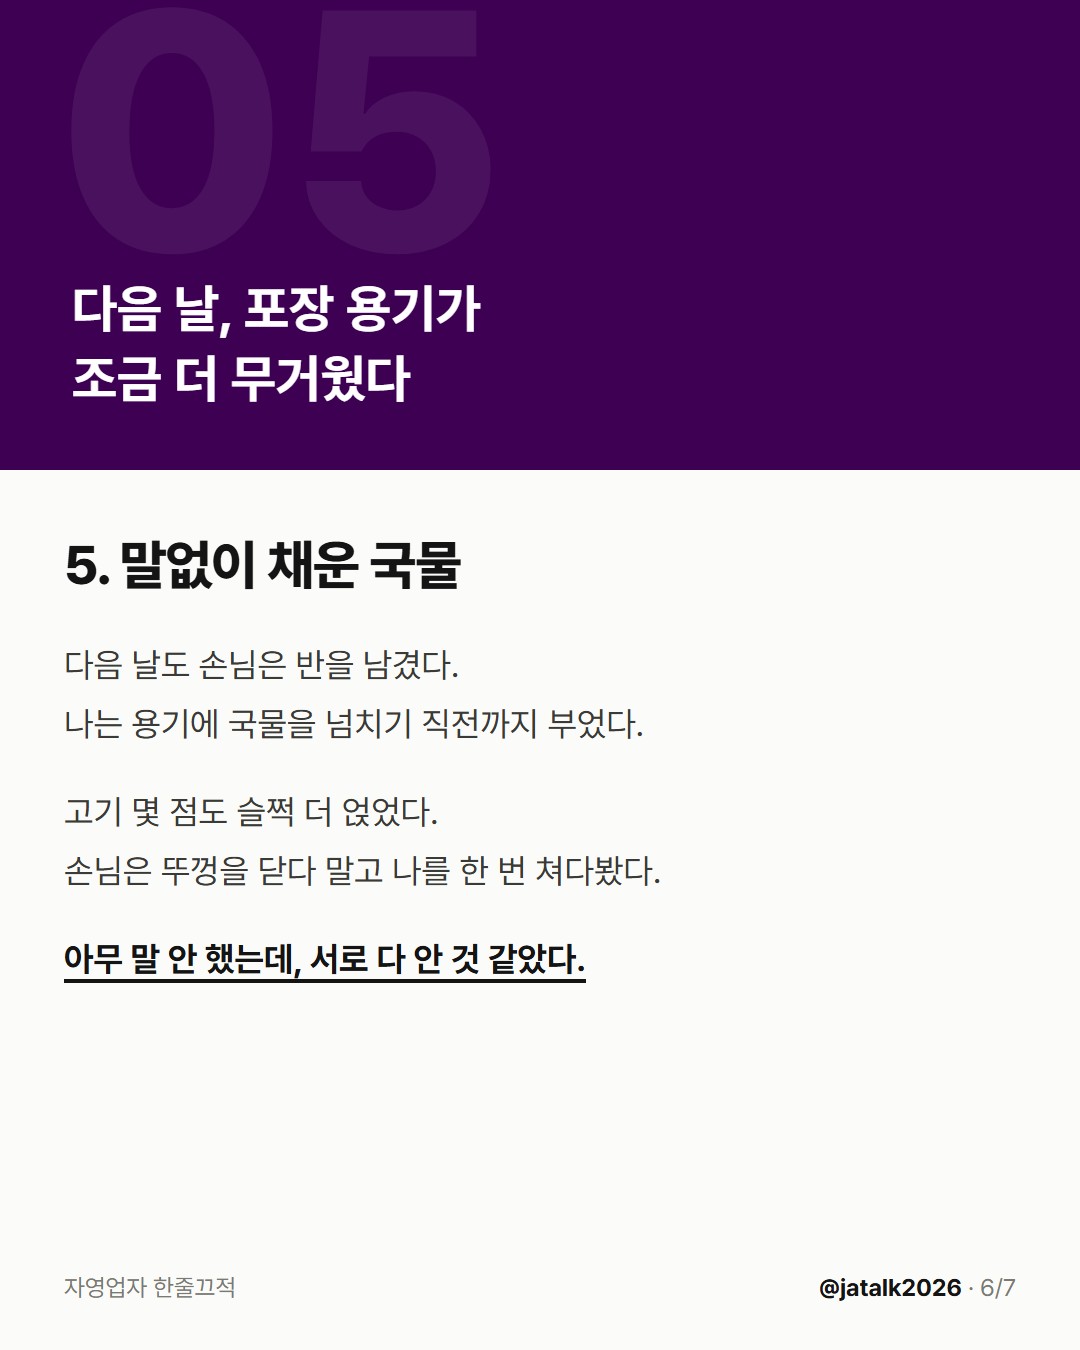 05
다음 날, 포장 용기가
조금 더 무거웠다
5. 말없이 채운 국물
다음 날도 손님은 반을 남겼다.
나는 용기에 국물을 넘치기 직전까지 부었다.
고기 몇 점도 슬쩍 더 얹었다.
손님은 뚜껑을 닫다 말고 나를 한 번 쳐다봤다.
아무 말 안 했는데, 서로 다 안 것 같았다.
자영업자 한줄끄적
@jatalk2026 · 6/7